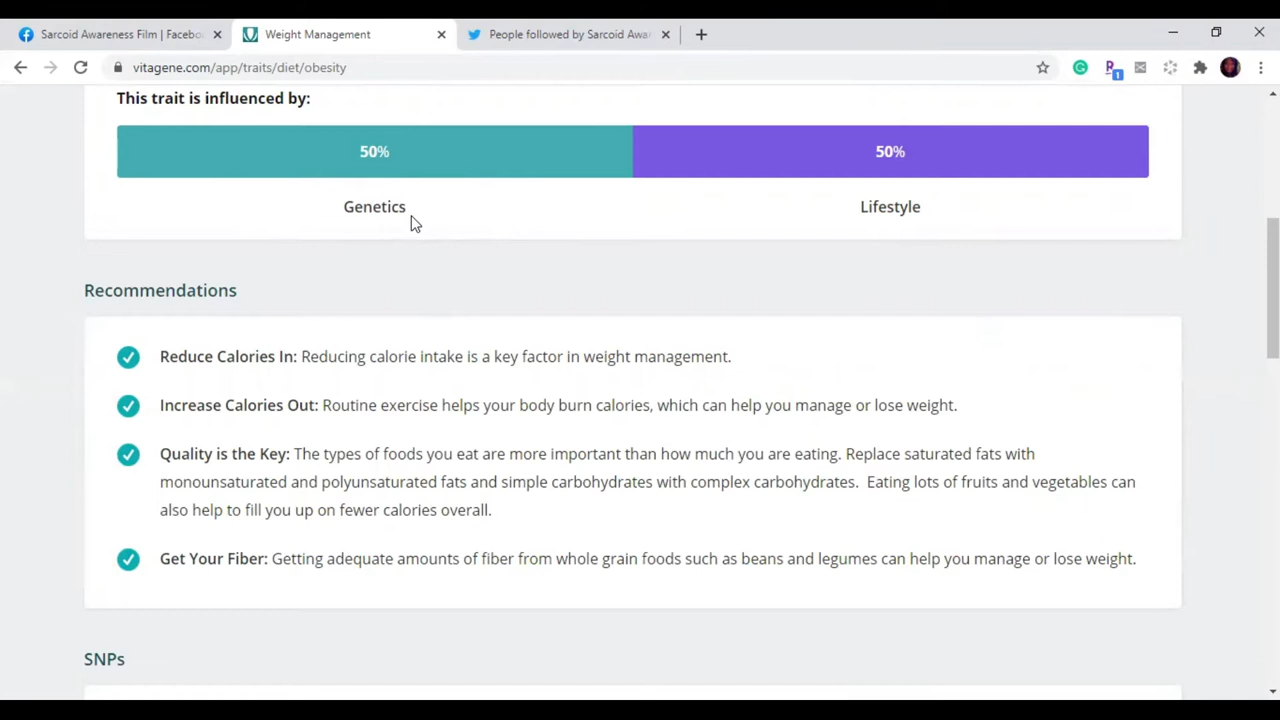 Sarcoid Awareness Film | Facebo
Weight Management
People followed by Sarcoid Awa
vitagene.com/app/traits/diet/obesity
1
This trait is influenced by:
50%
50%
Genetics
Lifestyle
Recommendations
Reduce Calories In: Reducing calorie intake is a key factor in weight management.
Increase Calories Out: Routine exercise helps your body burn calories, which can help you manage or lose weight.
Quality is the Key: The types of foods you eat are more important than how much you are eating. Replace saturated fats with
monounsaturated and polyunsaturated fats and simple carbohydrates with complex carbohydrates. Eating lots of fruits and vegetables can
also help to fill you up on fewer calories overall.
Get Your Fiber: Getting adequate amounts of fiber from whole grain foods such as beans and legumes can help you manage or lose weight.
SNPs